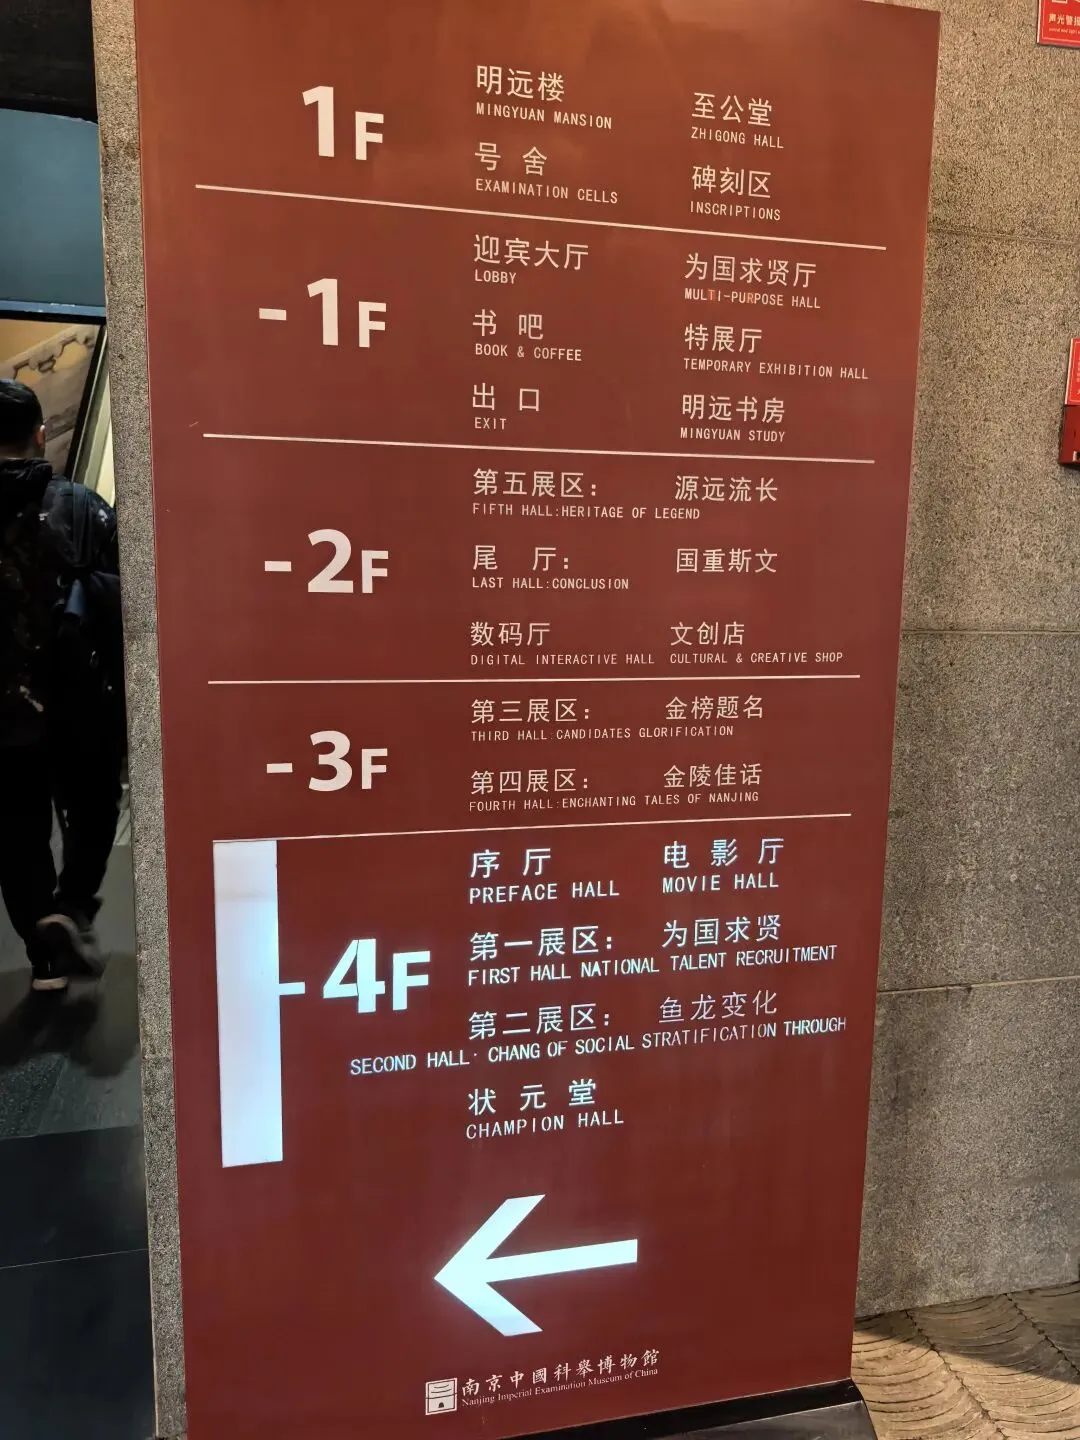 1F
明远楼
MINGYUAN MANSION
至公堂
ZHIGONG HALL
号 舍
EXAMINATION CELLS
碑刻区
INSCRIPTIONS
-1F
迎宾大厅
LOBBY
为国求贤厅
MULTI-PURPOSE HALL
书 吧
BOOK & COFFEE
特展厅
TEMPORARY EXHIBITION HALL
出 口
EXIT
明远书房
MINGYUAN STUDY
-2F
第五展区： 源远流长
FIFTH HALL:HERITAGE OF LEGEND
尾 厅： 国重斯文
LAST HALL:CONCLUSION
数码厅
DIGITAL INTERACTIVE HALL
文创店
CULTURAL & CREATIVE SHOP
-3F
第三展区： 金榜题名
THIRD HALL:CANDIDATES GLORIFICATION
第四展区： 金陵佳话
FOURTH HALL:ENCHANTING TALES OF NANJING
-4F
序 厅
PREFACE HALL
电 影 厅
MOVIE HALL
第一展区： 为国求贤
FIRST HALL NATIONAL TALENT RECRUITMENT
第二展区： 鱼龙变化
SECOND HALL· CHANG OF SOCIAL STRATIFICATION THROUGH
状 元 堂
CHAMPION HALL
南京中國科舉博物館
Nanjing Imperial Examination Museum of China
声光警报